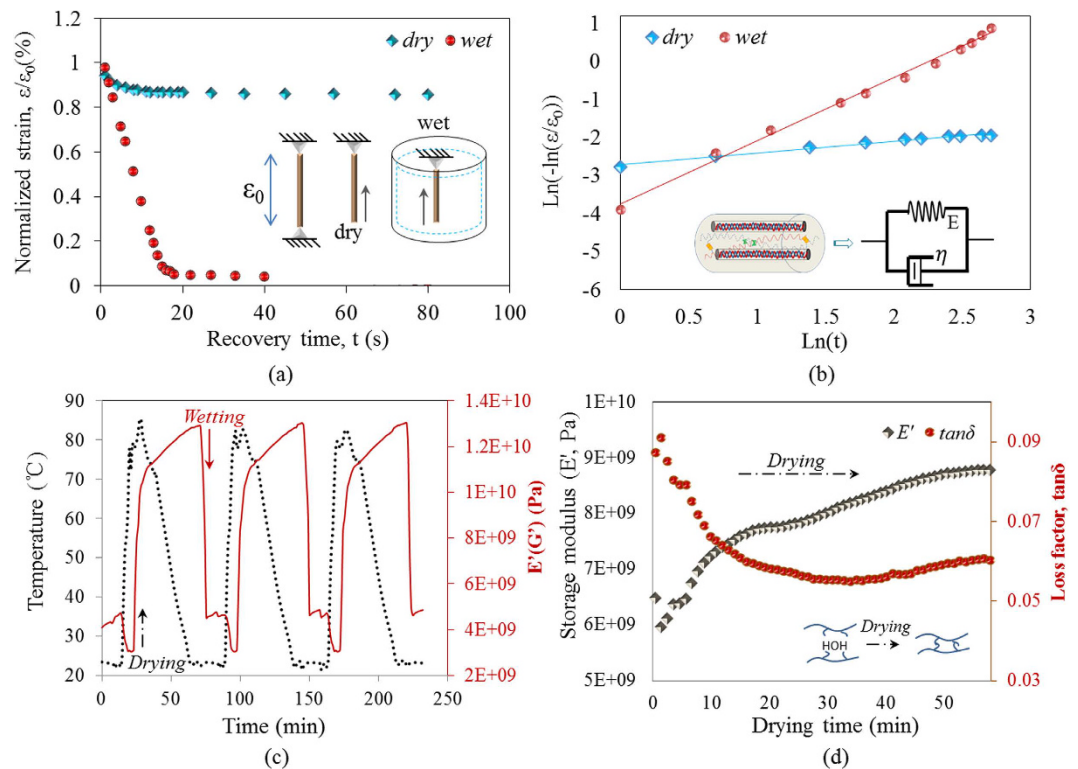 Normalized strain, ε/ε₀(%)
1.2
1
0.8
0.6
0.4
0.2
0
0 20 40 60 80 100
dry wet
wet
ε₀
dry
Recovery time, t (s)
(a)
Ln(-ln(ε/ε₀))
1
0
-1
-2
-3
-4
-5
-6
0 0.5 1 1.5 2 2.5 3
dry wet
E
η
Ln(t)
(b)
Temperature (℃)
90
80
70
60
50
40
30
20
0 50 100 150 200 250
Wetting
Drying
1.4E+10
1.2E+10
1E+10
8E+09
6E+09
4E+09
2E+09
E'(G') (Pa)
Time (min)
(c)
Storage modulus (E', Pa)
1E+10
9E+09
8E+09
7E+09
6E+09
5E+09
0 10 20 30 40 50
E' tanδ
Drying
Drying
HOH
0.09
0.07
0.05
0.03
Loss factor, tanδ
Drying time (min)
(d)